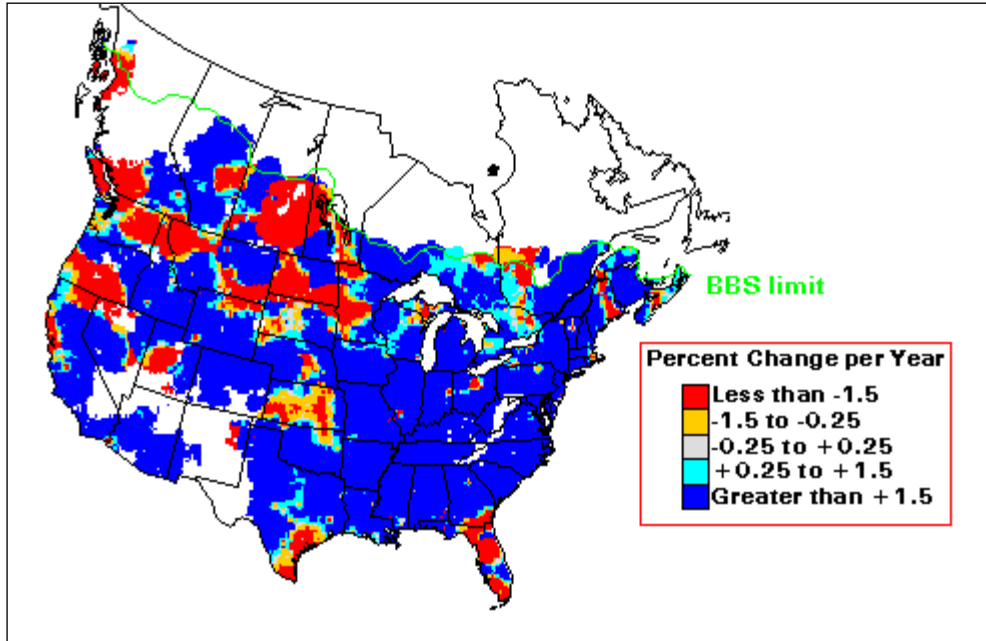 BBS limit
Percent Change per Year
Less than -1.5
-1.5 to -0.25
-0.25 to +0.25
+0.25 to +1.5
Greater than +1.5